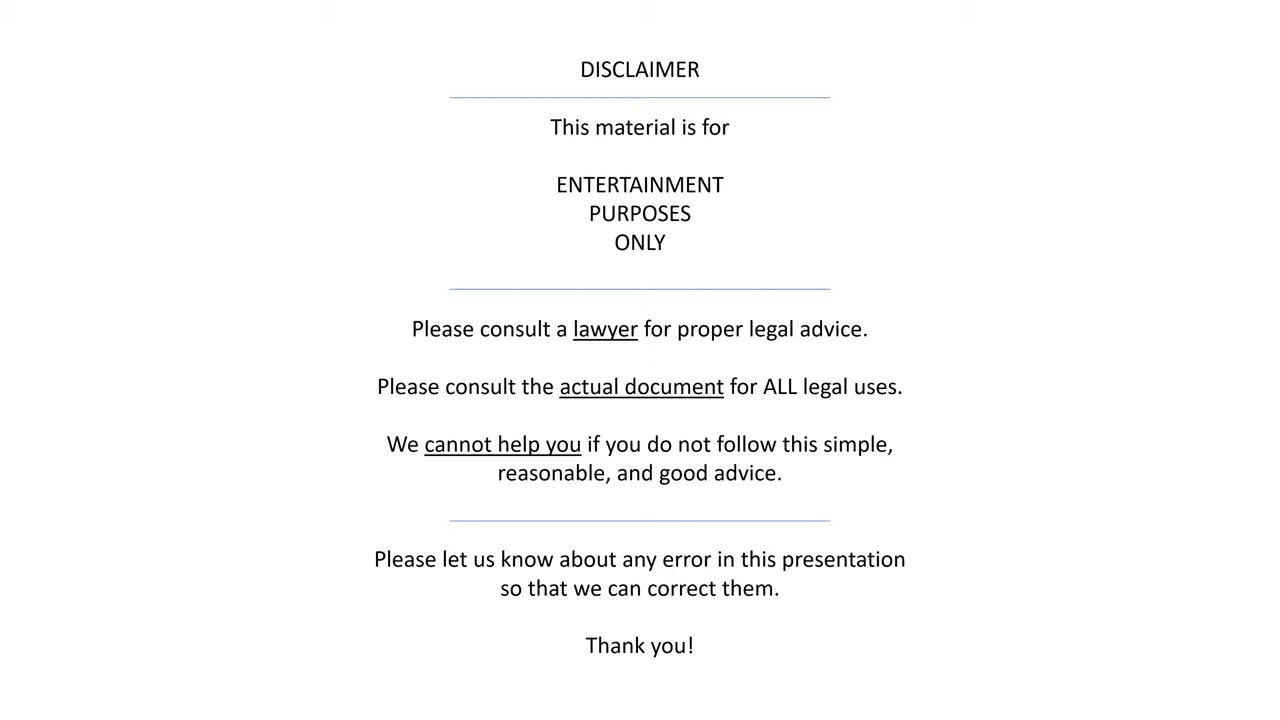 DISCLAIMER
This material is for
ENTERTAINMENT
PURPOSES
ONLY
Please consult a lawyer for proper legal advice.
Please consult the actual document for ALL legal uses.
We cannot help you if you do not follow this simple,
reasonable, and good advice.
Please let us know about any error in this presentation
so that we can correct them.
Thank you!